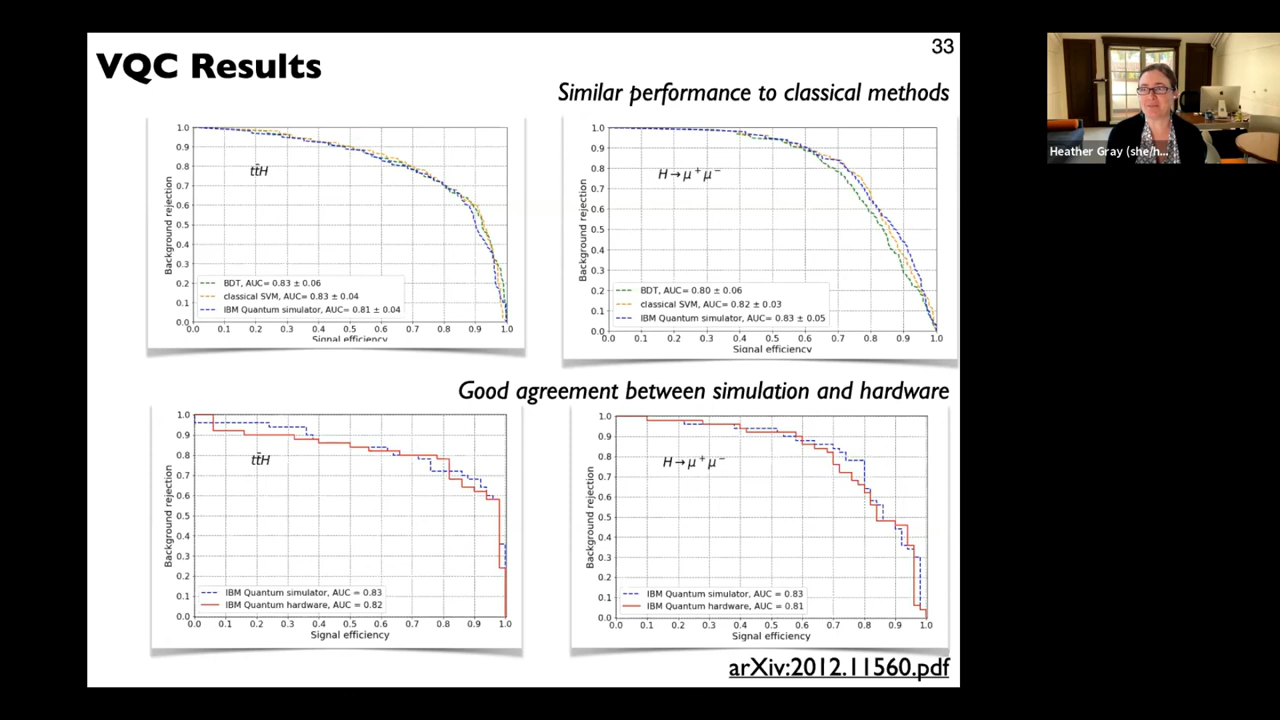 33
VQC Results
Similar performance to classical methods
1.0
0.9
0.8
0.7
0.6
0.5
0.4
0.3
0.2
0.1
0.0
Background rejection
tt̄H
BDT, AUC= 0.83 ± 0.06
classical SVM, AUC= 0.83 ± 0.04
IBM Quantum simulator, AUC= 0.81 ± 0.04
0.0 0.1 0.2 0.3 0.4 0.5 0.6 0.7 0.8 0.9 1.0
Signal efficiency
1.0
0.9
0.8
0.7
0.6
0.5
0.4
0.3
0.2
0.1
0.0
Background rejection
H→μ⁺μ⁻
BDT, AUC= 0.80 ± 0.06
classical SVM, AUC= 0.82 ± 0.03
IBM Quantum simulator, AUC= 0.83 ± 0.05
0.0 0.1 0.2 0.3 0.4 0.5 0.6 0.7 0.8 0.9 1.0
Signal efficiency
Good agreement between simulation and hardware
1.0
0.9
0.8
0.7
0.6
0.5
0.4
0.3
0.2
0.1
0.0
Background rejection
tt̄H
IBM Quantum simulator, AUC = 0.83
IBM Quantum hardware, AUC = 0.82
0.0 0.1 0.2 0.3 0.4 0.5 0.6 0.7 0.8 0.9 1.0
Signal efficiency
1.0
0.9
0.8
0.7
0.6
0.5
0.4
0.3
0.2
0.1
0.0
Background rejection
H→μ⁺μ⁻
IBM Quantum simulator, AUC = 0.83
IBM Quantum hardware, AUC = 0.81
0.0 0.1 0.2 0.3 0.4 0.5 0.6 0.7 0.8 0.9 1.0
Signal efficiency
arXiv:2012.11560.pdf
Heather Gray (she/h...